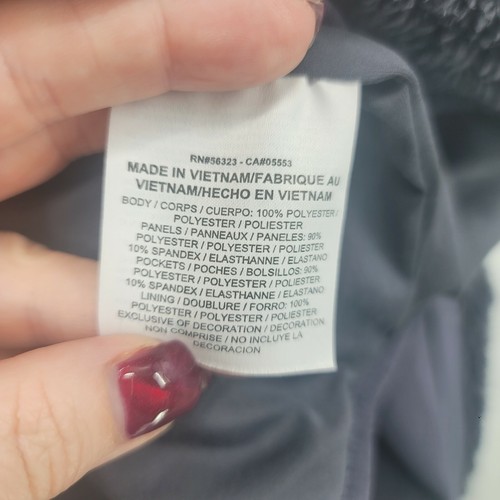 RN#56323 - CA#05553
MADE IN VIETNAM/FABRIQUE AU
VIETNAM/HECHO EN VIETNAM
BODY / CORPS / CUERPO: 100% POLYESTER /
POLYESTER / POLIESTER
PANELS / PANNEAUX / PANELES: 90%
POLYESTER / POLYESTER / POLIESTER
10% SPANDEX / ELASTHANNE / ELASTANO
POCKETS / POCHES / BOLSILLOS: 90%
POLYESTER / POLYESTER / POLIESTER
10% SPANDEX / ELASTHANNE / ELASTANO
LINING / DOUBLURE / FORRO: 100%
POLYESTER / POLYESTER / POLIESTER
EXCLUSIVE OF DECORATION / DECORATION
NON COMPRISE / NO INCLUYE LA
DECORACION